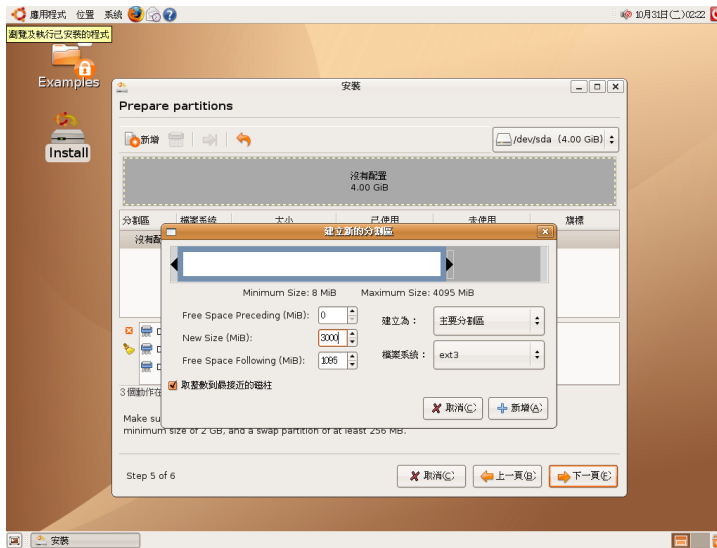 應用程式 位置 系統 10月31日(二)02:22
瀏覽及執行已安裝的程式
Examples
Install
安裝
Prepare partitions
新增 /dev/sda (4.00 GiB)
沒有配置
4.00 GiB
分割區 檔案系統 大小 已使用 未使用 旗標
沒有配
建立新的分割區
Minimum Size: 8 MiB Maximum Size: 4095 MiB
Free Space Preceding (MiB): 0 建立為： 主要分割區
New Size (MiB): 3000
Free Space Following (MiB): 1095 檔案系統： ext3
取整數到最接近的磁柱
取消(C) 新增(A)
3 個動作在
Make su
minimum size of 2 GB, and a swap partition of at least 256 MB.
Step 5 of 6 取消(C) 上一頁(B) 下一頁(F)
安裝